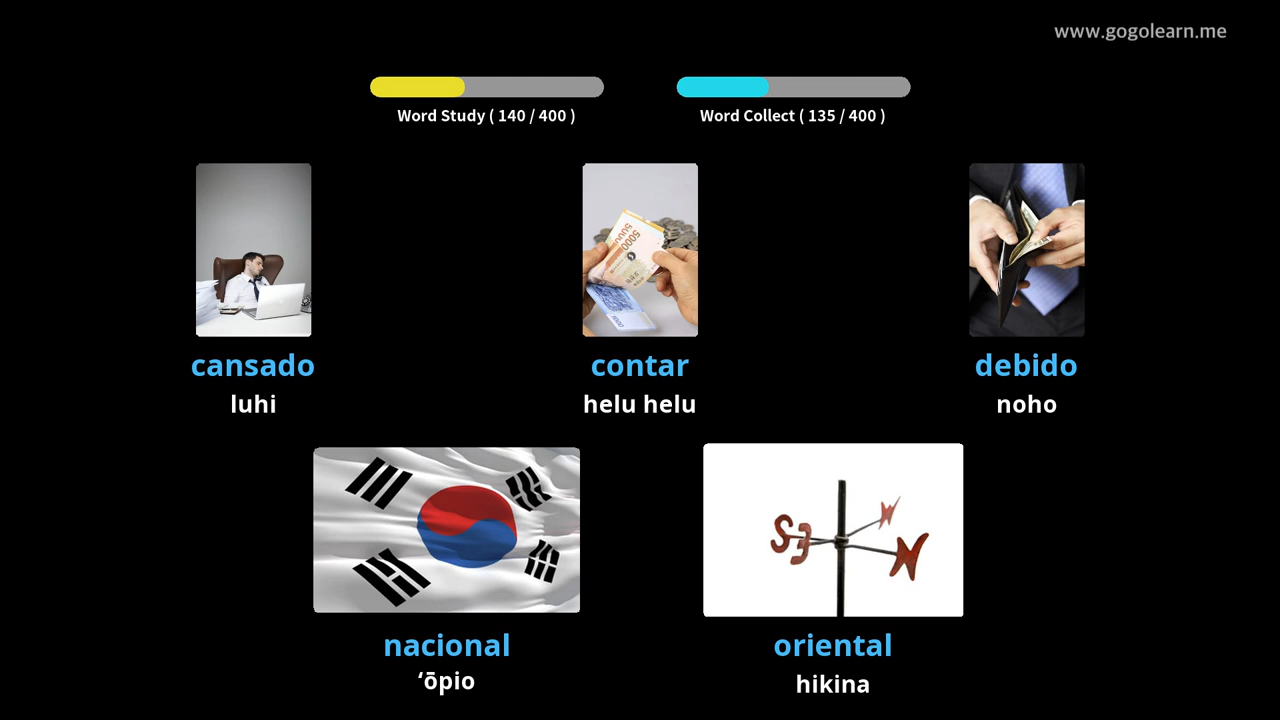 www.gogolearn.me
Word Study ( 140 / 400 )
Word Collect ( 135 / 400 )
cansado
luhi
contar
helu helu
debido
noho
nacional
ʻōpio
oriental
hikina